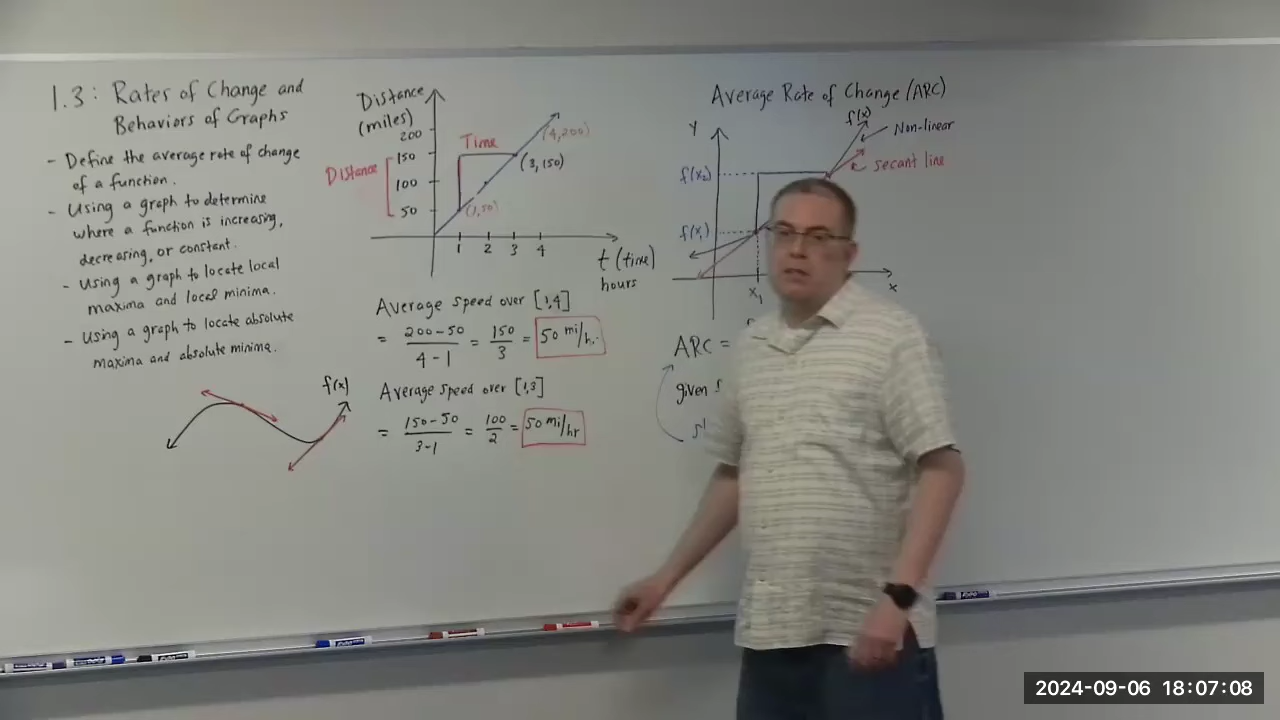 1.3: Rates of Change and
Behaviors of Graphs
- Define the average rate of change
of a function.
- Using a graph to determine
where a function is increasing,
decreasing, or constant.
- Using a graph to locate local
maxima and local minima.
- Using a graph to locate absolute
maxima and absolute minima.
f(x)
Distance
(miles)
200
150
100
50
Distance
Time
(4,200)
(3,150)
(1,50)
1 2 3 4
t (time)
hours
Average speed over [1,4]
= 200-50 / 4-1 = 150 / 3 = 50 mi/hr.
Average speed over [1,3]
= 150-50 / 3-1 = 100 / 2 = 50 mi/hr
Average Rate of Change (ARC)
Y
f(x)
Non-linear
secant line
f(x₂)
f(x₁)
x₁
x
ARC =
given
2024-09-06 18:07:08